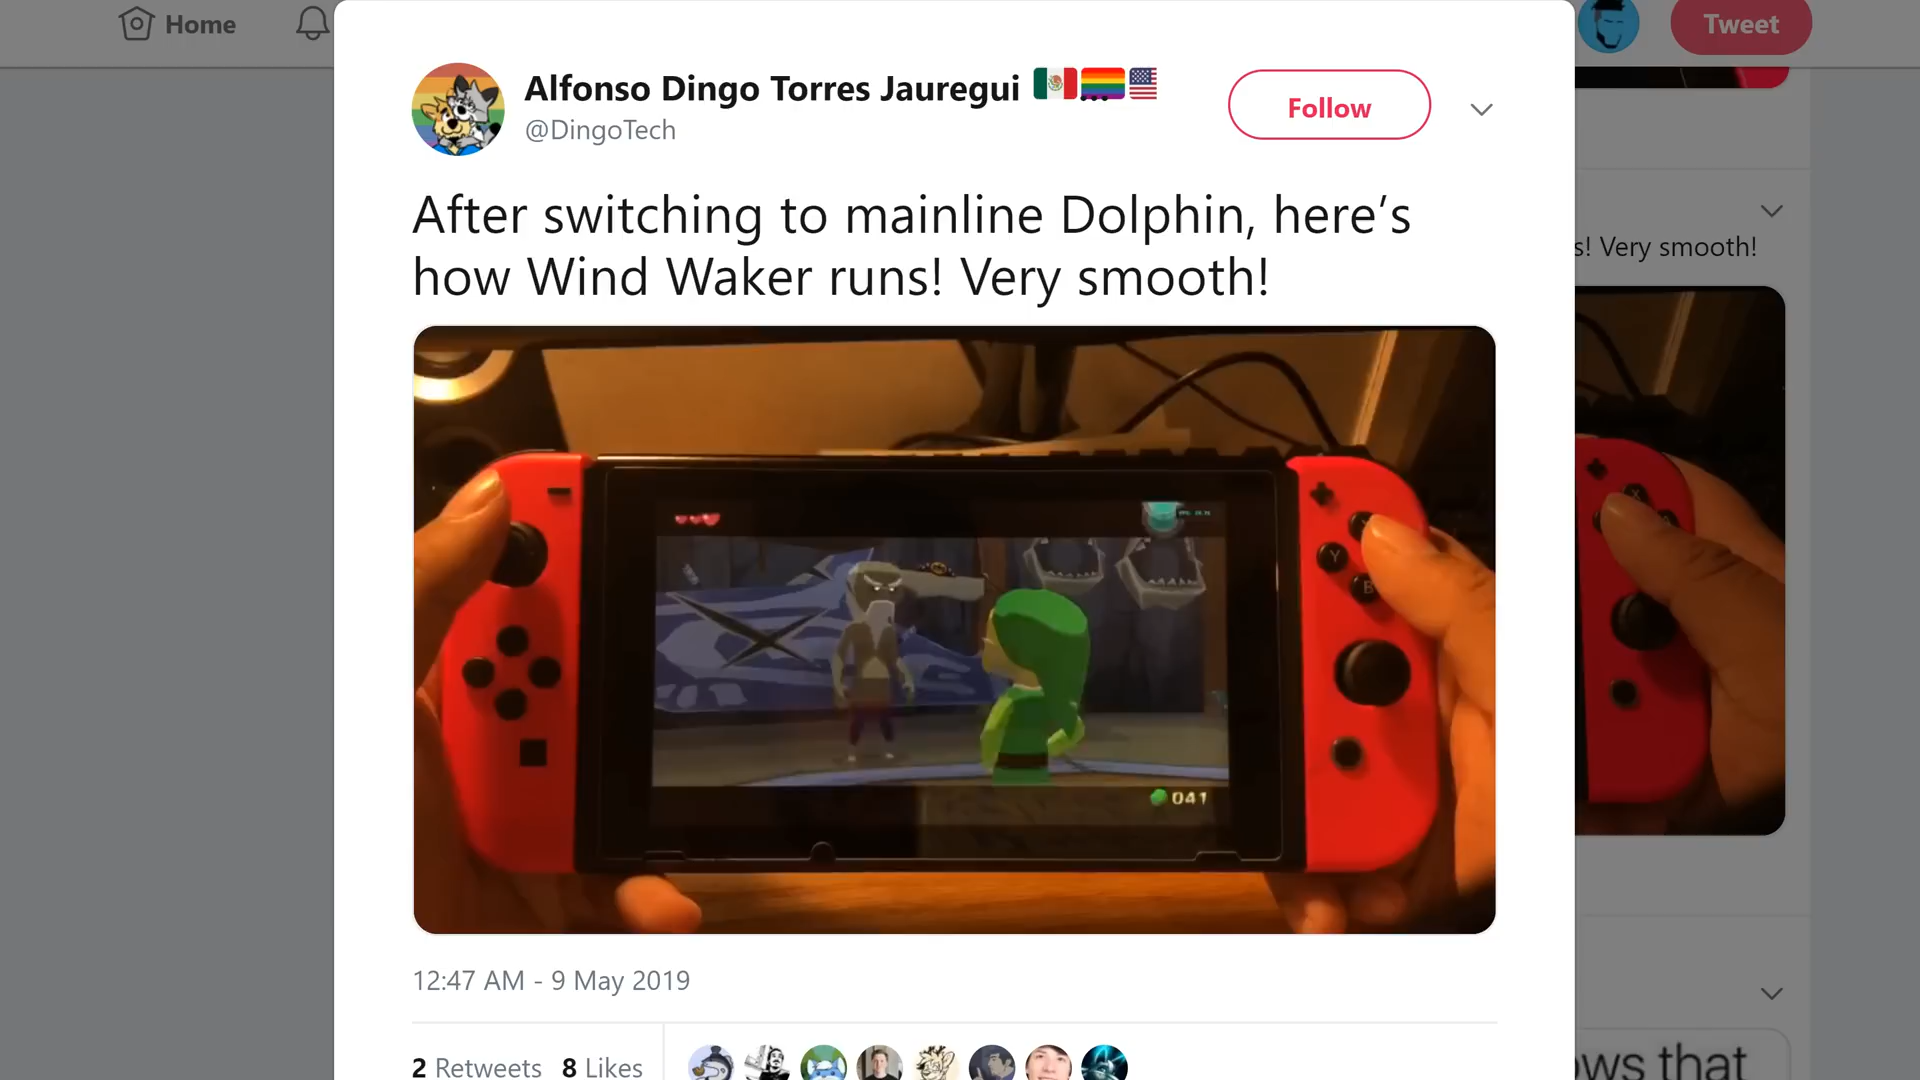 Home
Tweet
Alfonso Dingo Torres Jauregui
@DingoTech
Follow
After switching to mainline Dolphin, here’s
how Wind Waker runs! Very smooth!
s! Very smooth!
Y
B
X
041
12:47 AM - 9 May 2019
2 Retweets 8 Likes
ows that